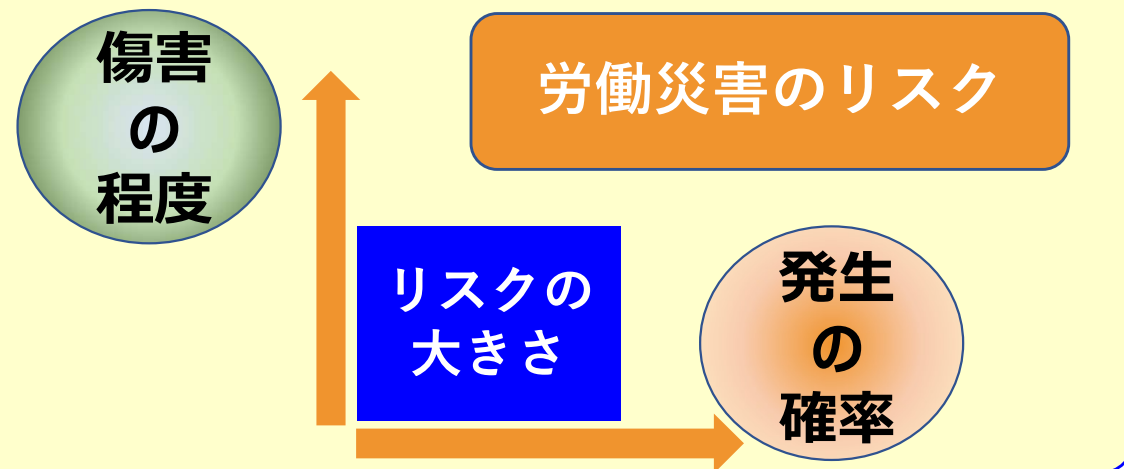 傷害
の
程度
労働災害のリスク
リスクの
大きさ
発生
の
確率